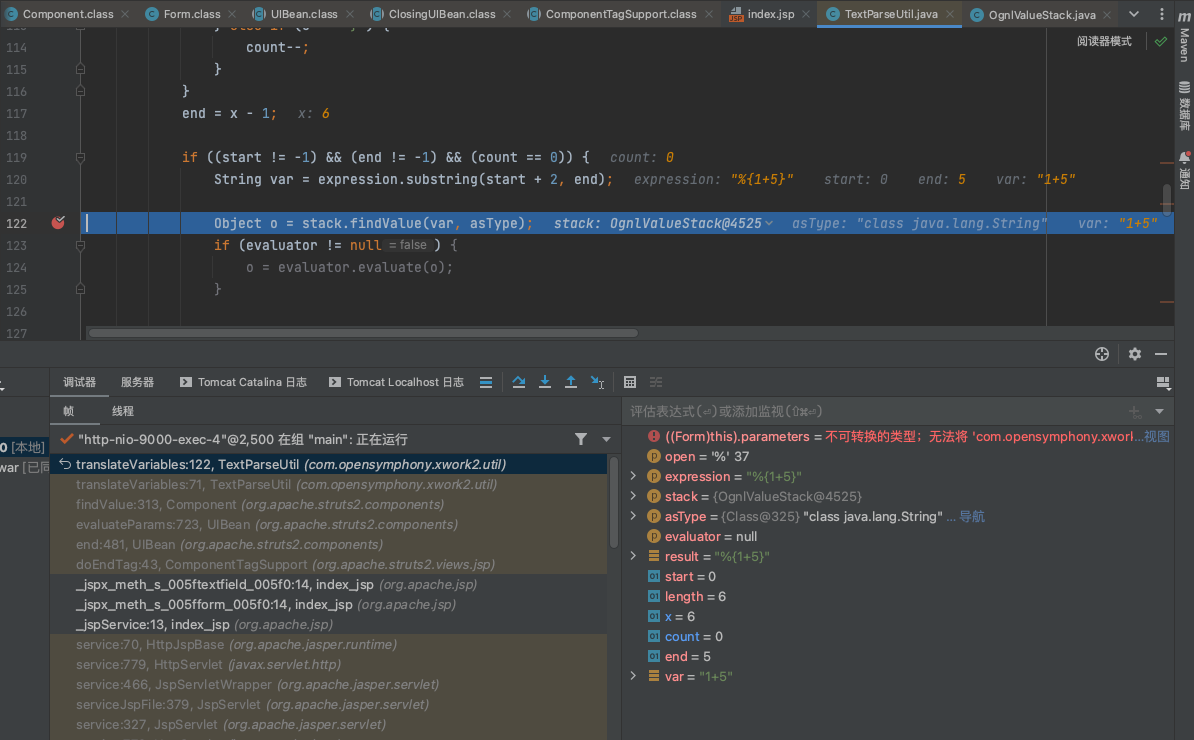 Component.class
Form.class
UIBean.class
ClosingUIBean.class
ComponentTagSupport.class
index.jsp
TextParseUtil.java
OgnlValueStack.java
阅读器模式
Maven
数据库
通知
114 count--;
115 }
116 }
117 end = x - 1; x: 6
118
119 if ((start != -1) && (end != -1) && (count == 0)) { count: 0
120 String var = expression.substring(start + 2, end); expression: "%{1+5}" start: 0 end: 5 var: "1+5"
121
122 Object o = stack.findValue(var, asType); stack: OgnlValueStack@4525 asType: "class java.lang.String" var: "1+5"
123 if (evaluator != null = false ) {
124 o = evaluator.evaluate(o);
125 }
126
127
调试器
服务器
Tomcat Catalina 日志
Tomcat Localhost 日志
帧
线程
0 [本地]
war [已同
"http-nio-9000-exec-4"@2,500 在组 "main": 正在运行
translateVariables:122, TextParseUtil (com.opensymphony.xwork2.util)
translateVariables:71, TextParseUtil (com.opensymphony.xwork2.util)
findValue:313, Component (org.apache.struts2.components)
evaluateParams:723, UIBean (org.apache.struts2.components)
end:481, UIBean (org.apache.struts2.components)
doEndTag:43, ComponentTagSupport (org.apache.struts2.views.jsp)
_jspx_meth_s_005ftextfield_005f0:14, index_jsp (org.apache.jsp)
_jspx_meth_s_005fform_005f0:14, index_jsp (org.apache.jsp)
_jspService:13, index_jsp (org.apache.jsp)
service:70, HttpJspBase (org.apache.jasper.runtime)
service:779, HttpServlet (javax.servlet.http)
service:466, JspServletWrapper (org.apache.jasper.servlet)
serviceJspFile:379, JspServlet (org.apache.jasper.servlet)
service:327, JspServlet (org.apache.jasper.servlet)
评估表达式(⏎)或添加监视(⇧⌘⏎)
((Form)this).parameters = 不可转换的类型；无法将 'com.opensymphony.xworl... 视图
open = '%' 37
expression = "%{1+5}"
stack = {OgnlValueStack@4525}
asType = {Class@325} "class java.lang.String" ... 导航
evaluator = null
result = "%{1+5}"
start = 0
length = 6
x = 6
count = 0
end = 5
var = "1+5"